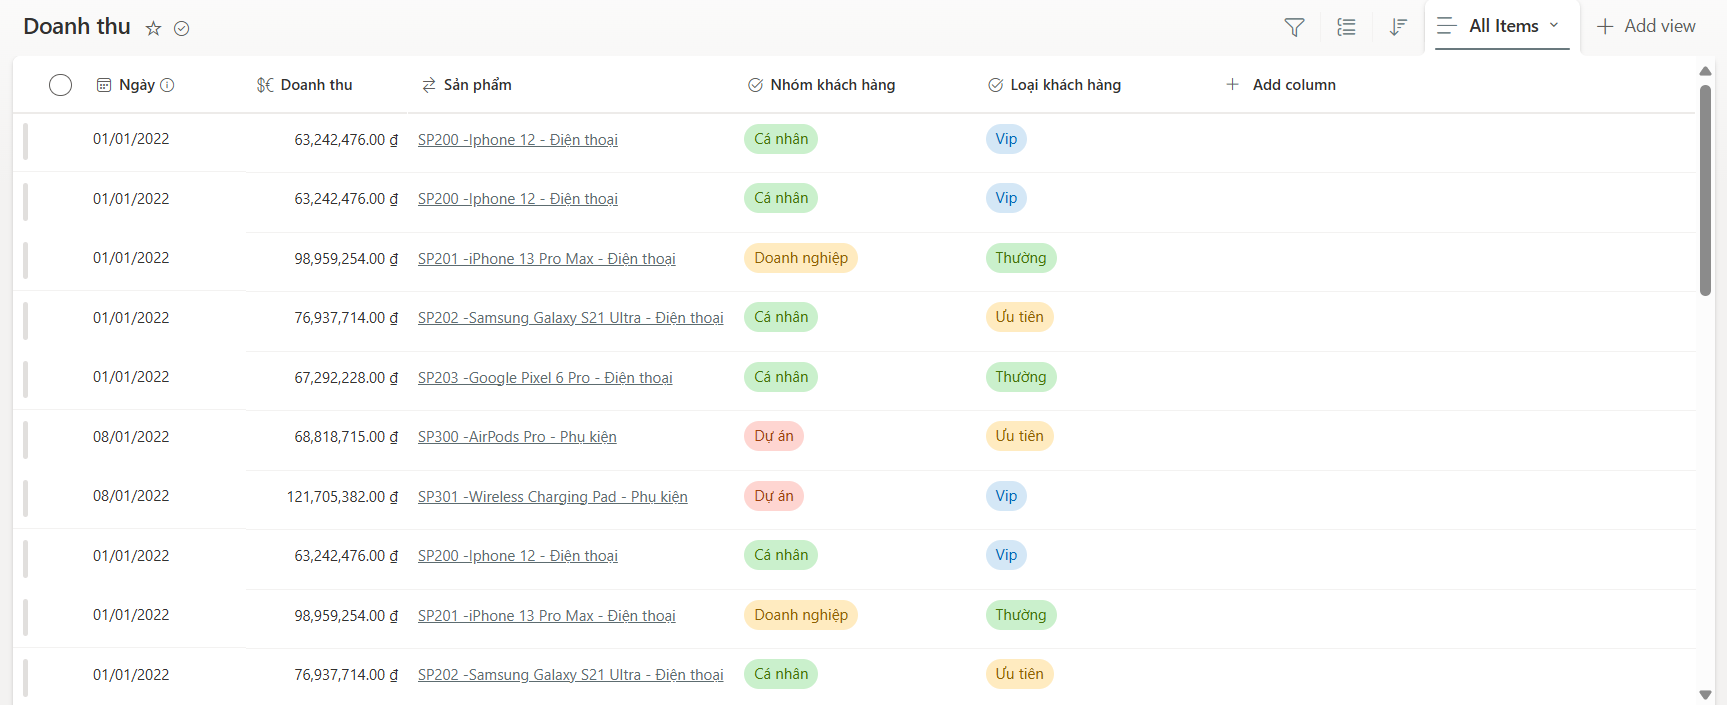 Doanh thu
All Items
Add view
Ngày Doanh thu Sản phẩm Nhóm khách hàng Loại khách hàng Add column
01/01/2022 63,242,476.00 ₫ SP200 -Iphone 12 - Điện thoại Cá nhân Vip
01/01/2022 63,242,476.00 ₫ SP200 -Iphone 12 - Điện thoại Cá nhân Vip
01/01/2022 98,959,254.00 ₫ SP201 -iPhone 13 Pro Max - Điện thoại Doanh nghiệp Thường
01/01/2022 76,937,714.00 ₫ SP202 -Samsung Galaxy S21 Ultra - Điện thoại Cá nhân Ưu tiên
01/01/2022 67,292,228.00 ₫ SP203 -Google Pixel 6 Pro - Điện thoại Cá nhân Thường
08/01/2022 68,818,715.00 ₫ SP300 -AirPods Pro - Phụ kiện Dự án Ưu tiên
08/01/2022 121,705,382.00 ₫ SP301 -Wireless Charging Pad - Phụ kiện Dự án Vip
01/01/2022 63,242,476.00 ₫ SP200 -Iphone 12 - Điện thoại Cá nhân Vip
01/01/2022 98,959,254.00 ₫ SP201 -iPhone 13 Pro Max - Điện thoại Doanh nghiệp Thường
01/01/2022 76,937,714.00 ₫ SP202 -Samsung Galaxy S21 Ultra - Điện thoại Cá nhân Ưu tiên